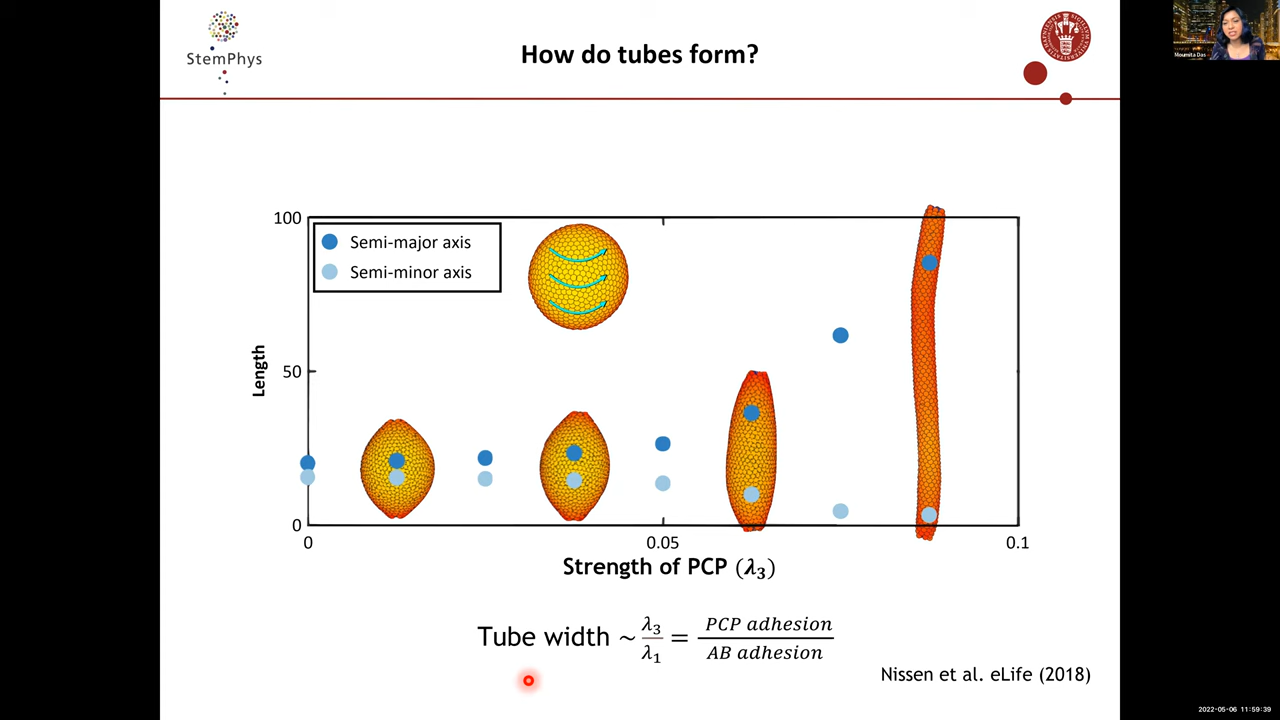 StemPhys
How do tubes form?
Moumita Das
100
50
0
Length
Semi-major axis
Semi-minor axis
0
0.05
0.1
Strength of PCP (λ₃)
Tube width ~ λ₃/λ₁ = PCP adhesion/AB adhesion
Nissen et al. eLife (2018)
2022-05-06 11:59:39